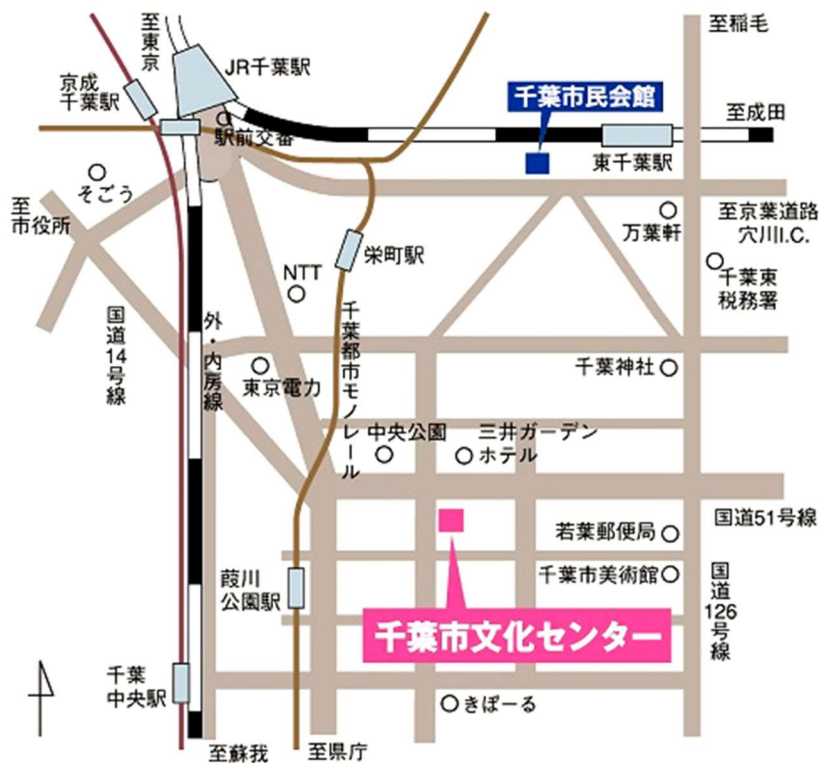 至東京
JR千葉駅
至稲毛
京成
千葉駅
千葉市民会館
至成田
駅前交番
東千葉駅
そごう
至
市役所
万葉軒
至京葉道路
穴川I.C.
栄町駅
NTT
千葉東
税務署
国道14号線
外・内房線
千葉都市モノレール
東京電力
千葉神社
中央公園
三井ガーデン
ホテル
国道51号線
若葉郵便局
葭川
公園駅
千葉市美術館
国道126号線
千葉市文化センター
千葉
中央駅
きぼーる
至蘇我
至県庁